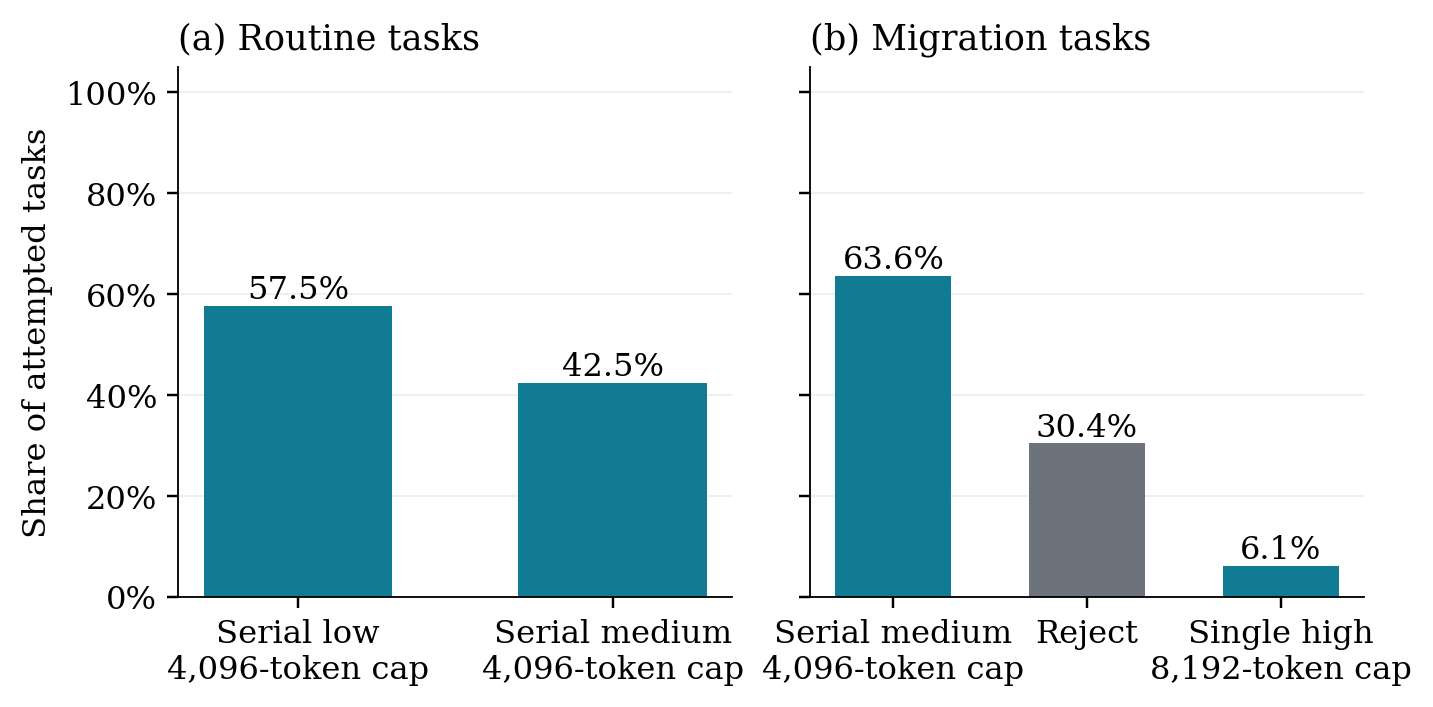 (a) Routine tasks
Share of attempted tasks
100%
80%
60%
40%
20%
0%
57.5%
42.5%
Serial low
4,096-token cap
Serial medium
4,096-token cap
(b) Migration tasks
63.6%
30.4%
6.1%
Serial medium
4,096-token cap
Reject
Single high
8,192-token cap